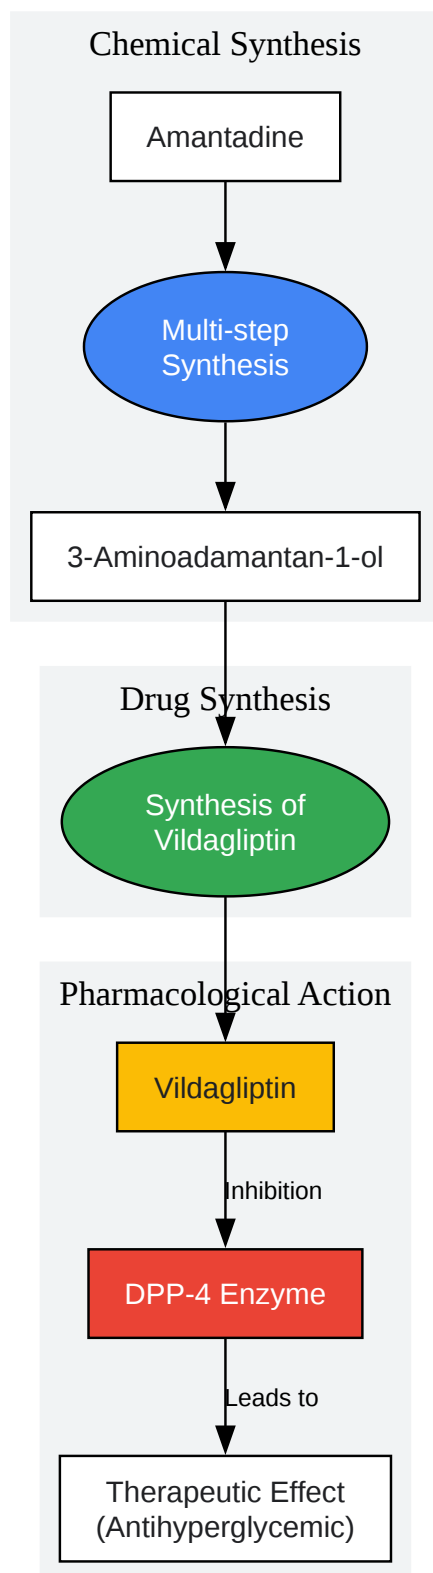 Chemical Synthesis
Amantadine
Multi-step
Synthesis
3-Aminoadamantan-1-ol
Drug Synthesis
Synthesis of
Vildagliptin
Pharmacological Action
Vildagliptin
Inhibition
DPP-4 Enzyme
Leads to
Therapeutic Effect
(Antihyperglycemic)